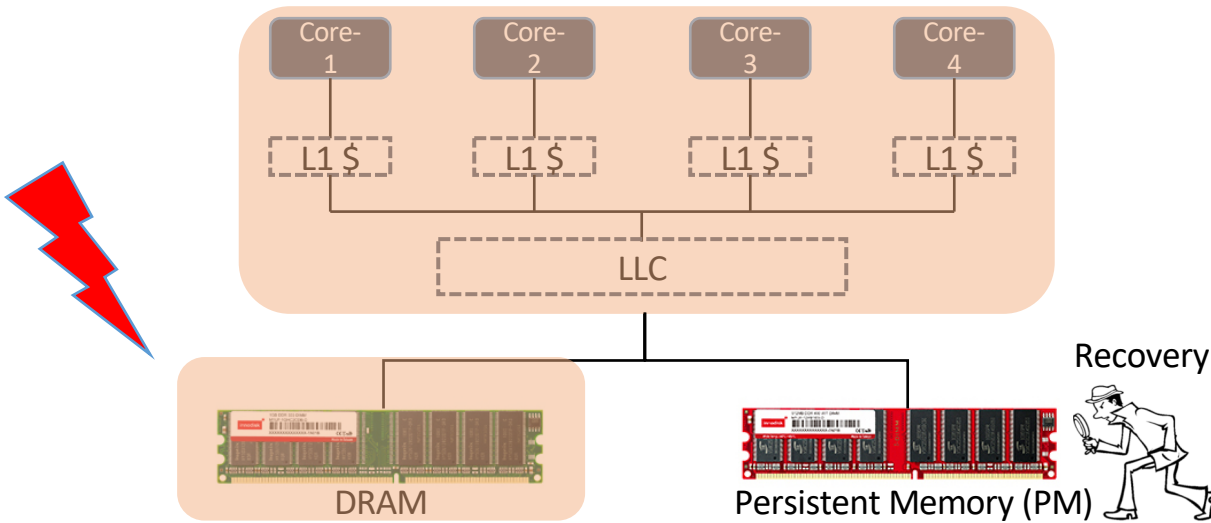 Core-
1
Core-
2
Core-
3
Core-
4
L1 $
L1 $
L1 $
L1 $
LLC
Recovery
DRAM
Persistent Memory (PM)